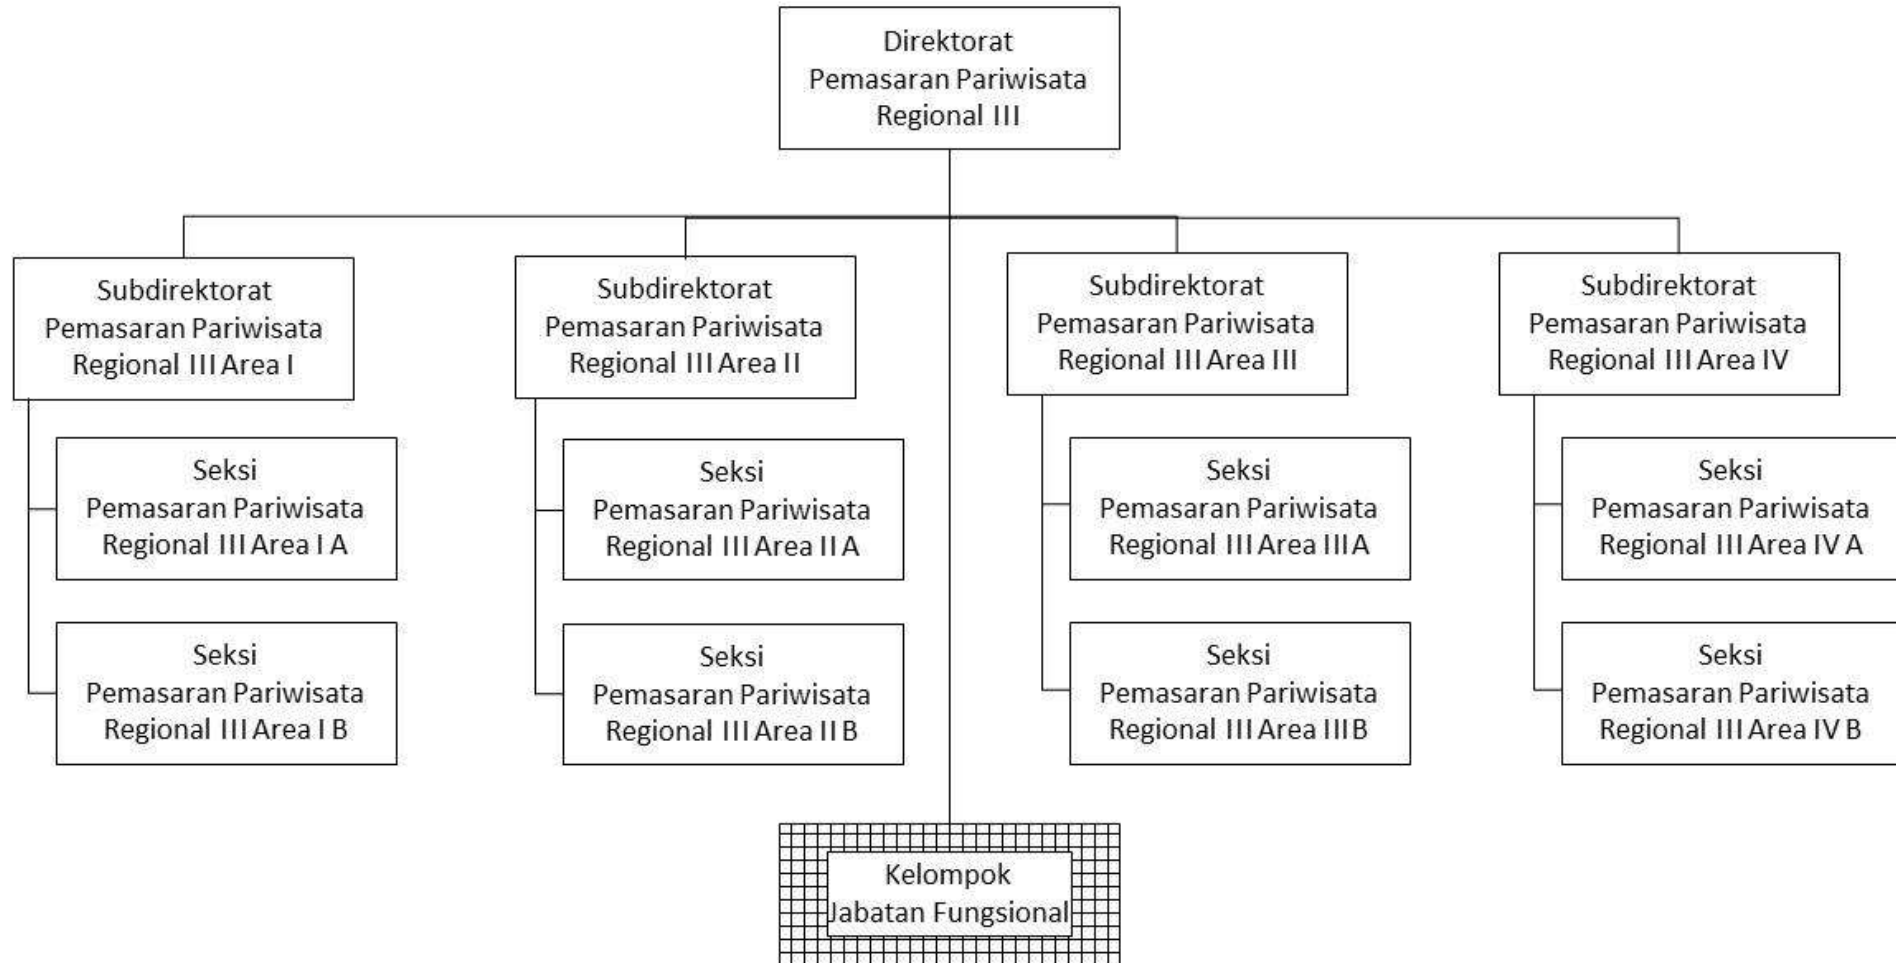 Direktorat
Pemasaran Pariwisata
Regional III
Subdirektorat
Pemasaran Pariwisata
Regional III Area I
Subdirektorat
Pemasaran Pariwisata
Regional III Area II
Subdirektorat
Pemasaran Pariwisata
Regional III Area III
Subdirektorat
Pemasaran Pariwisata
Regional III Area IV
Seksi
Pemasaran Pariwisata
Regional III Area I A
Seksi
Pemasaran Pariwisata
Regional III Area II A
Seksi
Pemasaran Pariwisata
Regional III Area III A
Seksi
Pemasaran Pariwisata
Regional III Area IV A
Seksi
Pemasaran Pariwisata
Regional III Area I B
Seksi
Pemasaran Pariwisata
Regional III Area II B
Seksi
Pemasaran Pariwisata
Regional III Area III B
Seksi
Pemasaran Pariwisata
Regional III Area IV B
Kelompok
Jabatan Fungsional